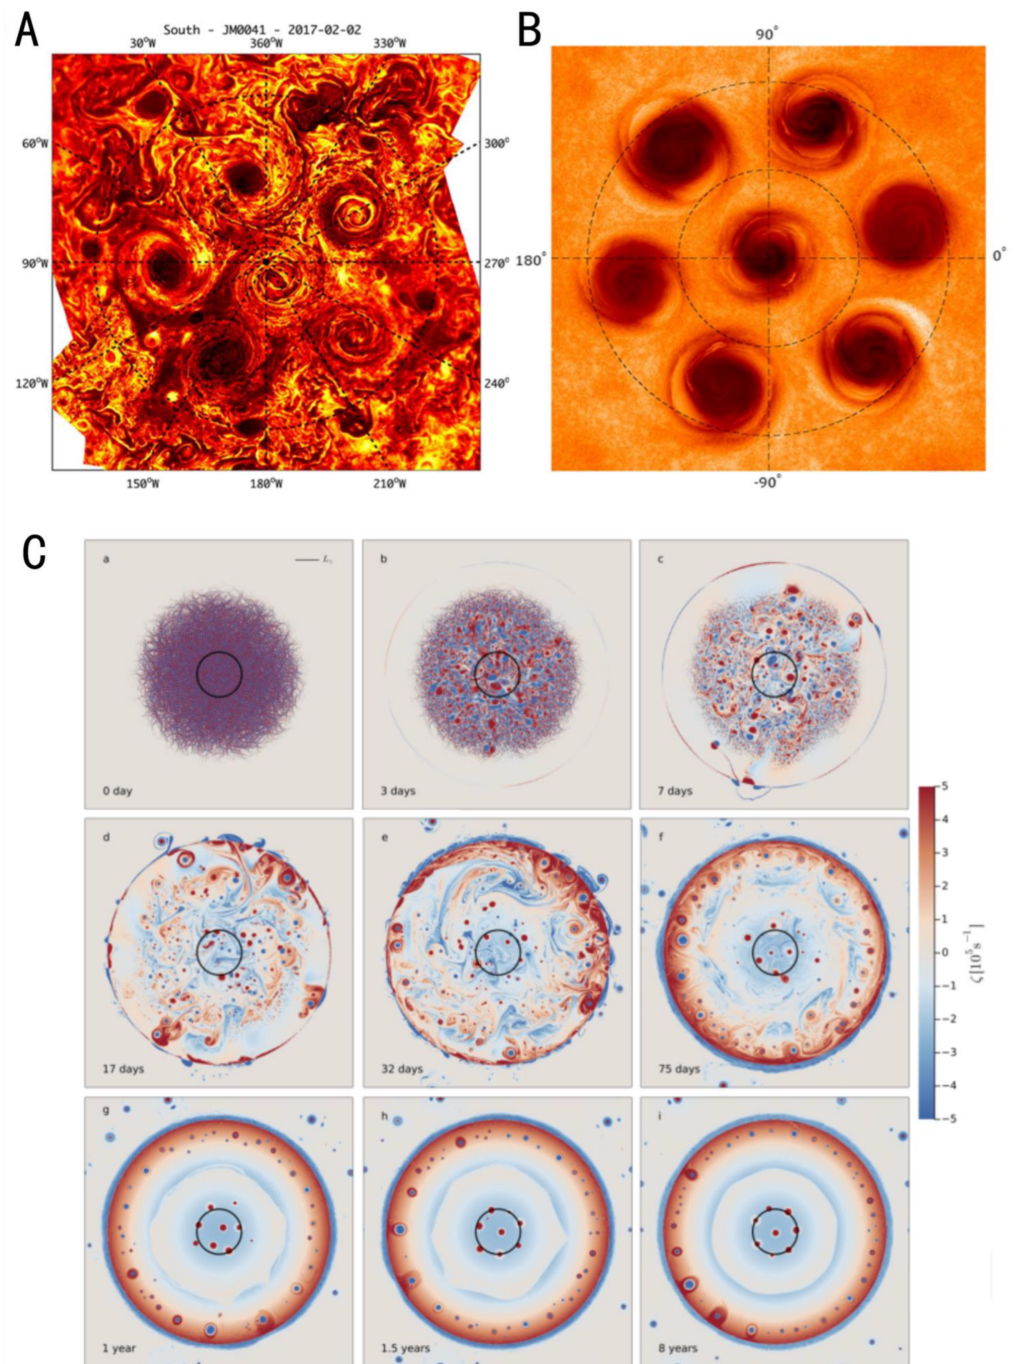 A
South - JM0041 - 2017-02-02
30°W 360°W 330°W
60°W 300°
90°W 270°
120°W 240°
150°W 180°W 210°W
B
90°
180° 0°
-90°
C
a
0 day
b
3 days
c
7 days
d
17 days
e
32 days
f
75 days
g
1 year
h
1.5 years
i
8 years
5
4
3
2
1
0
−1
−2
−3
−4
−5
ζ[10⁵s⁻¹]